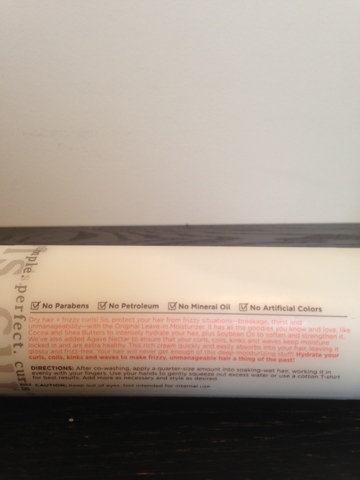 simple. perfect. curls
No Parabens No Petroleum No Mineral Oil No Artificial Colors
Dry hair = frizzy curls! So, protect your hair from frizzy situations—breakage, thirst and
unmanageability—with the Original Leave-in Moisturizer. It has all the goodies you know and love, like
Cocoa and Shea Butters to intensely hydrate your hair, plus Soybean Oil to soften and strengthen it.
We've also added Agave Nectar to ensure that your curls, coils, kinks and waves keep moisture
locked in and are extra healthy. This rich cream quickly and easily absorbs into your hair, leaving it
glossy and frizz-free. Your hair will never get enough of this deep-moisturizing stuff! Hydrate your
curls, coils, kinks and waves to make frizzy, unmanageable hair a thing of the past!
DIRECTIONS: After co-washing, apply a quarter-size amount into soaking-wet hair, working it in
evenly with your fingers. Use your hands to gently squeeze out excess water or use a cotton T-shirt
for best results. Add more as necessary and style as desired.
CAUTION: Keep out of eyes. Not intended for internal use.